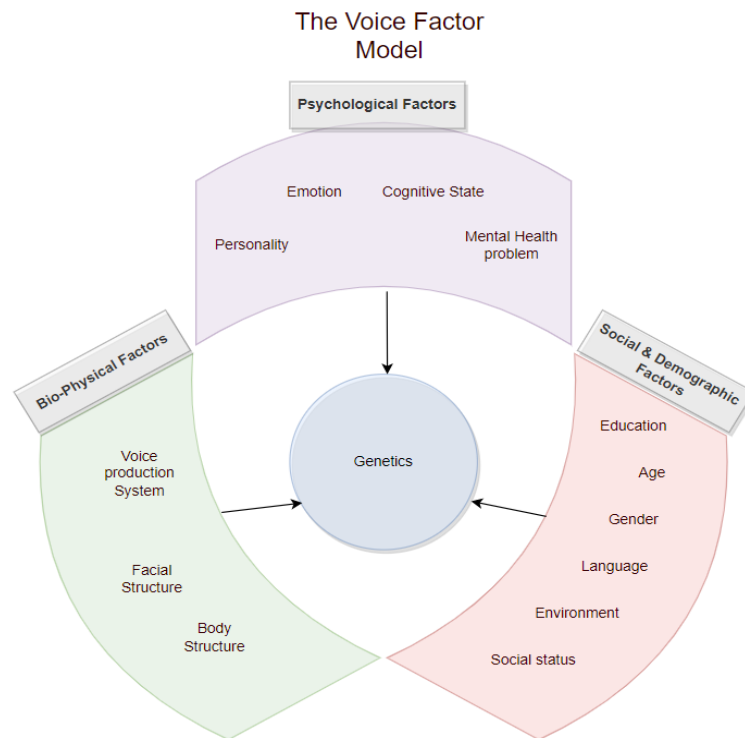 The Voice Factor
Model
Psychological Factors
Emotion
Cognitive State
Personality
Mental Health
problem
Bio-Physical Factors
Voice
production
System
Facial
Structure
Body
Structure
Genetics
Social & Demographic
Factors
Education
Age
Gender
Language
Environment
Social status